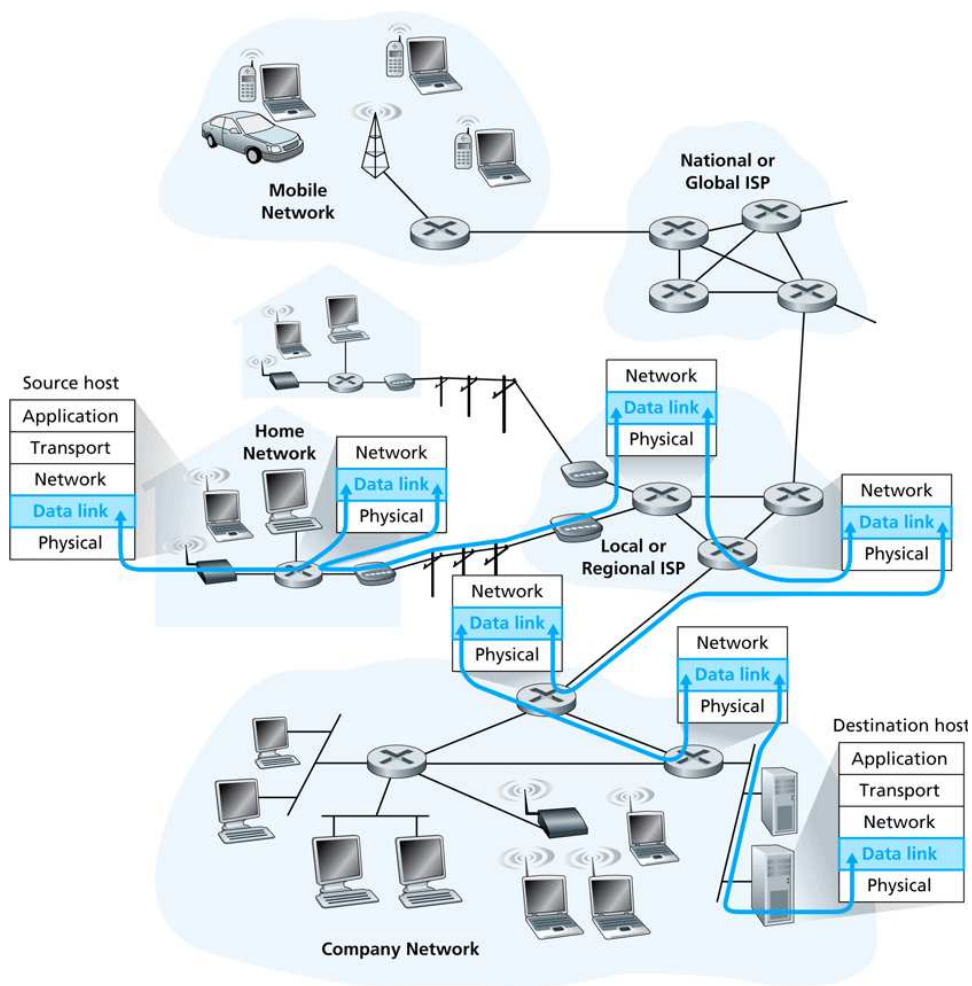 Mobile
Network
National or
Global ISP
Source host
Application
Transport
Network
Data link
Physical
Home
Network
Network
Data link
Physical
Network
Data link
Physical
Local or
Regional ISP
Network
Data link
Physical
Network
Data link
Physical
Network
Data link
Physical
Destination host
Application
Transport
Network
Data link
Physical
Company Network